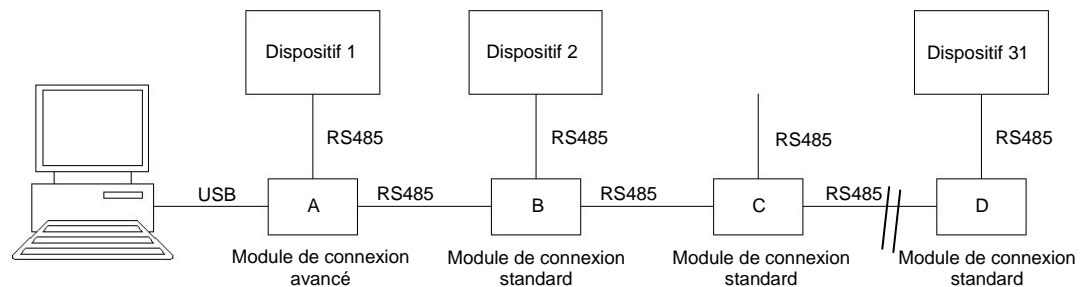 Dispositif 1
Dispositif 2
Dispositif 31
RS485
RS485
RS485
RS485
USB
A
RS485
B
RS485
C
RS485
D
Module de connexion
avancé
Module de connexion
standard
Module de connexion
standard
Module de connexion
standard